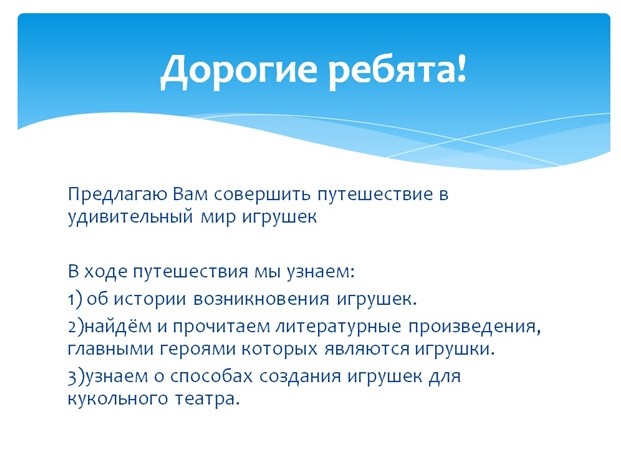 Дорогие ребята!
Предлагаю Вам совершить путешествие в
удивительный мир игрушек
В ходе путешествия мы узнаем:
1) об истории возникновения игрушек.
2)найдём и прочитаем литературные произведения,
главными героями которых являются игрушки.
3)узнаем о способах создания игрушек для
кукольного театра.